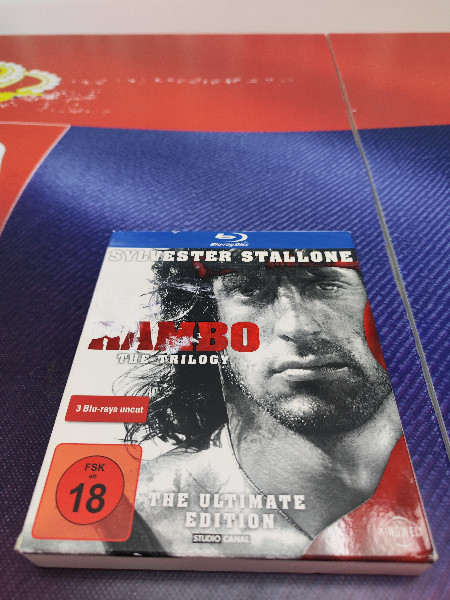 Blu-ray Disc
SYLVESTER STALLONE
RAMBO
THE TRILOGY
3 Blu-rays uncut
FSK
ab
18
THE ULTIMATE
EDITION
STUDIO CANAL
KINOWELT